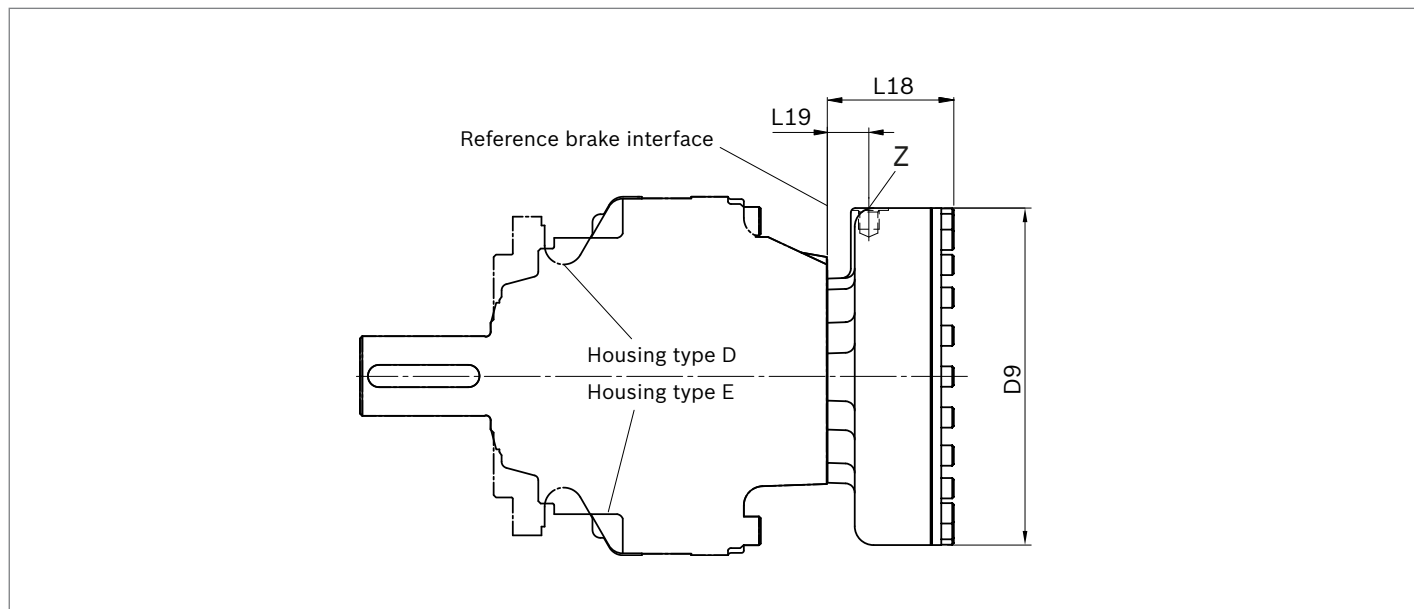 L18
L19
Reference brake interface
Z
Housing type D
Housing type E
D9